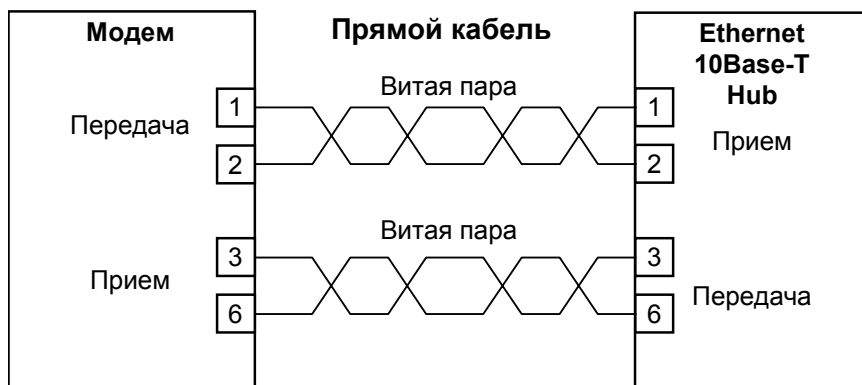 Модем
Прямой кабель
Ethernet
10Base-T
Hub
Витая пара
Передача
1
2
1
2
Прием
Витая пара
Прием
3
6
3
6
Передача